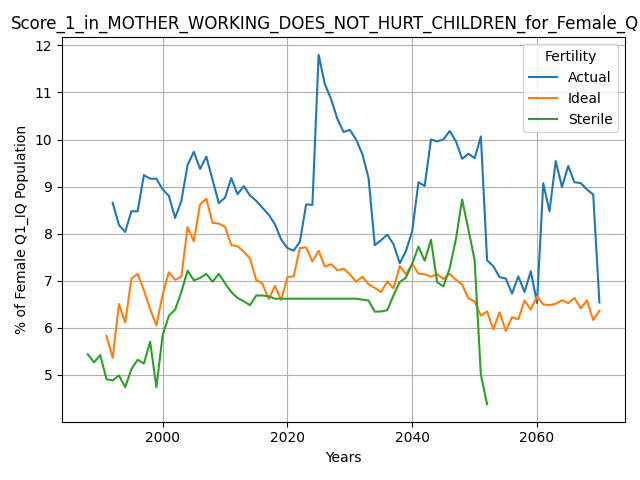 Score_1_in_MOTHER_WORKING_DOES_NOT_HURT_CHILDREN_for_Female_Q
Fertility
Actual
Ideal
Sterile
% of Female Q1_IQ Population
12
11
10
9
8
7
6
5
2000 2020 2040 2060
Years